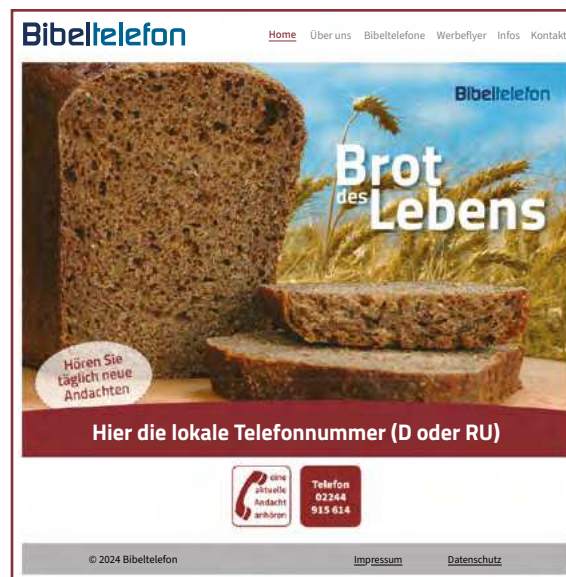 Bibeltelefon
Home Über uns Bibeltelefone Werbeflyer Infos Kontakt
Bibeltelefon
Brot
des Lebens
Hören Sie
täglich neue
Andachten
Hier die lokale Telefonnummer (D oder RU)
eine
aktuelle
Andacht
anhören
Telefon
02244
915 614
© 2024 Bibeltelefon Impressum Datenschutz